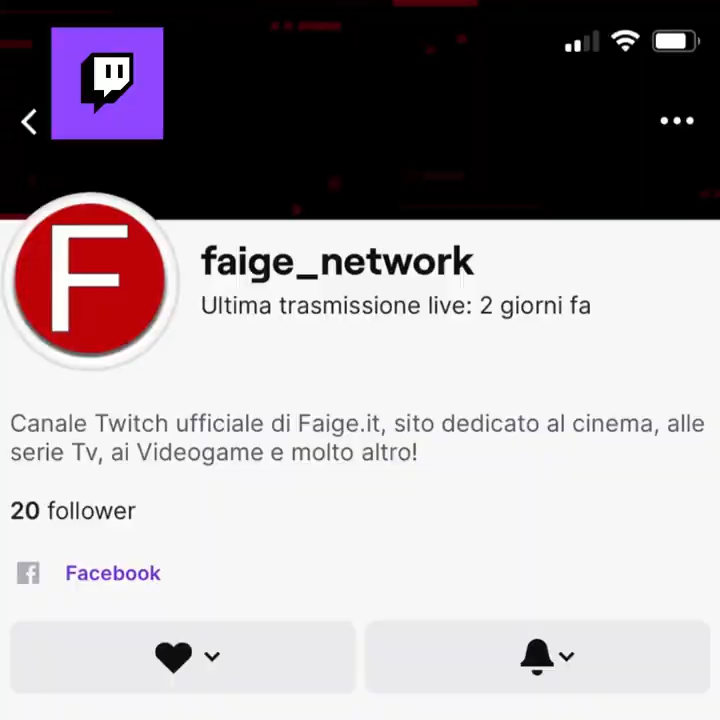 F
faige_network
Ultima trasmissione live: 2 giorni fa
Canale Twitch ufficiale di Faige.it, sito dedicato al cinema, alle
serie Tv, ai Videogame e molto altro!
20 follower
f Facebook